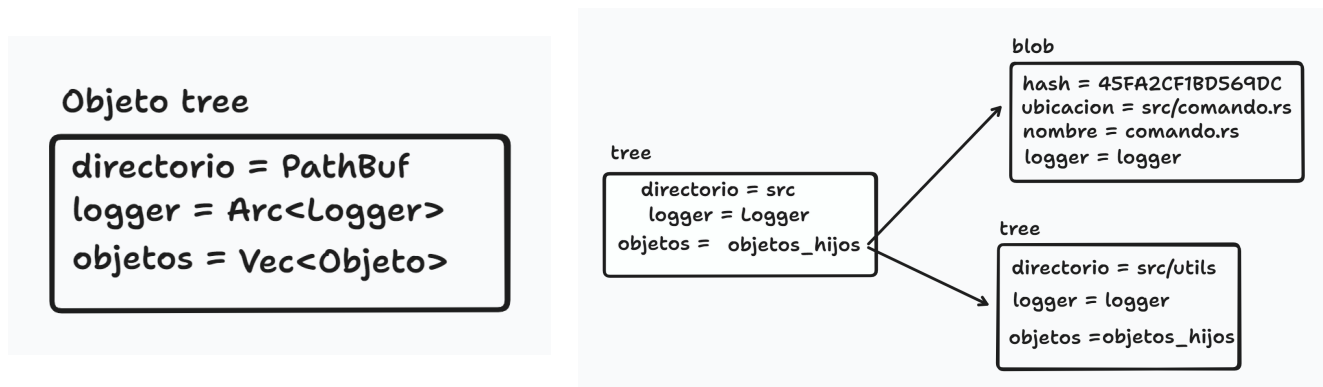 Objeto tree
directorio = PathBuf
logger = Arc<Logger>
objetos = Vec<Objeto>
tree
directorio = src
logger = Logger
objetos = objetos_hijos
blob
hash = 45FA2CF1BD569DC
ubicacion = src/comando.rs
nombre = comando.rs
logger = logger
tree
directorio = src/utils
logger = logger
objetos =objetos_hijos